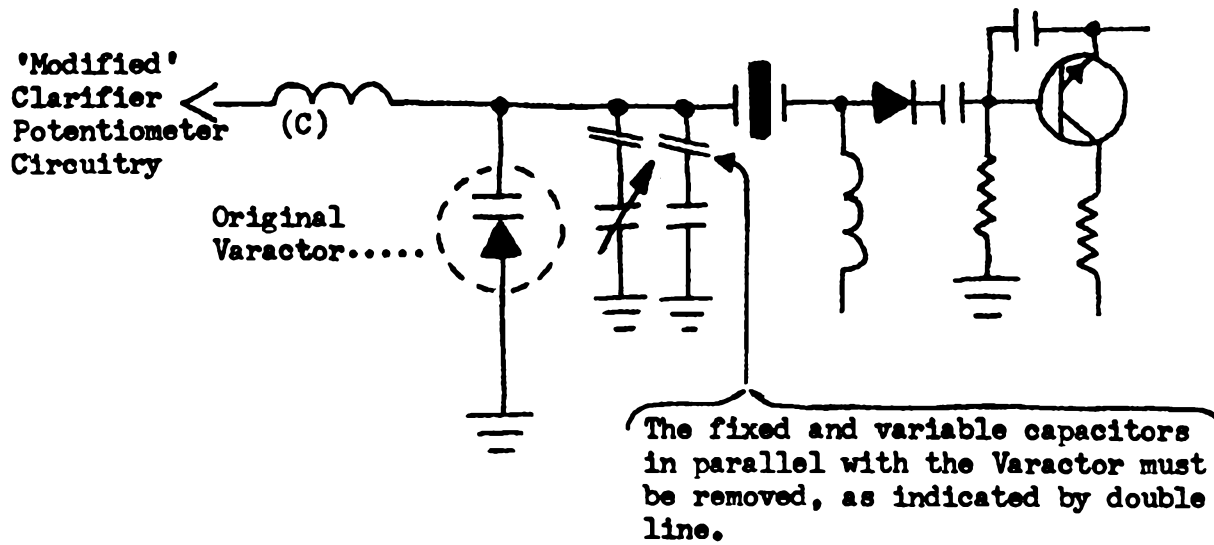 'Modified'
Clarifier
Potentiometer
Circuitry
(C)
Original
Varactor.....
The fixed and variable capacitors
in parallel with the Varactor must
be removed, as indicated by double
line.